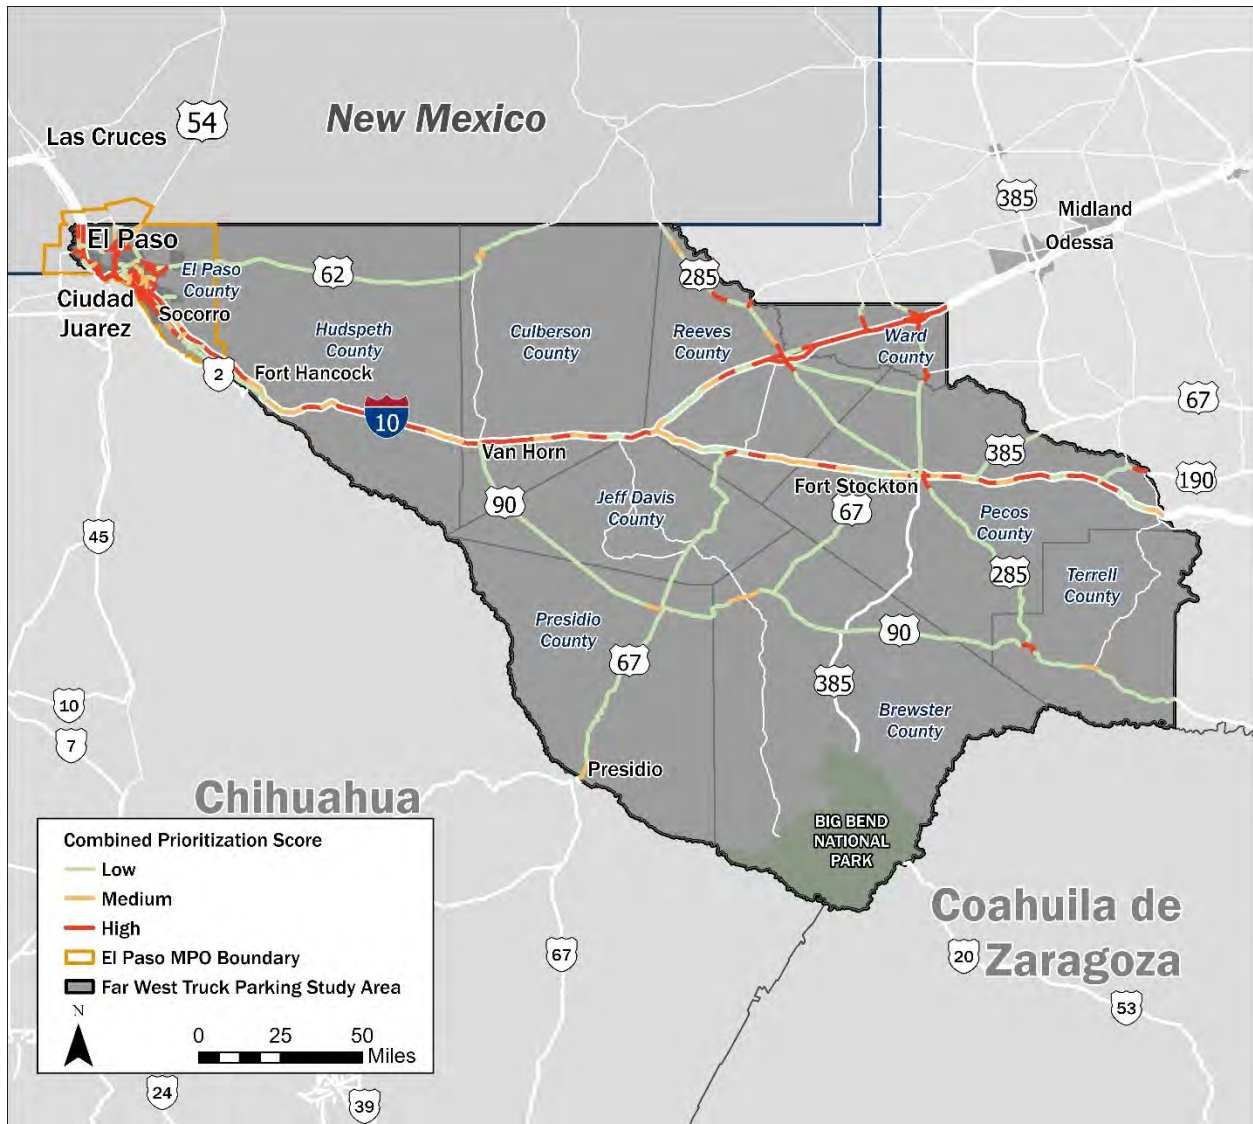 New Mexico
Las Cruces
54
385
Midland
Odessa
El Paso
El Paso
County
62
285
Ciudad
Juarez
Socorro
Hudspeth
County
Culberson
County
Reeves
County
Ward
County
2
Fort Hancock
10
67
385
190
Van Horn
Fort Stockton
90
Jeff Davis
County
67
Pecos
County
45
285
Terrell
County
Presidio
County
67
90
385
Brewster
County
10
7
Presidio
Chihuahua
BIG BEND
NATIONAL
PARK
Coahuila de
Zaragoza
67
20
53
24
39
Combined Prioritization Score
Low
Medium
High
El Paso MPO Boundary
Far West Truck Parking Study Area
N
0 25 50
Miles